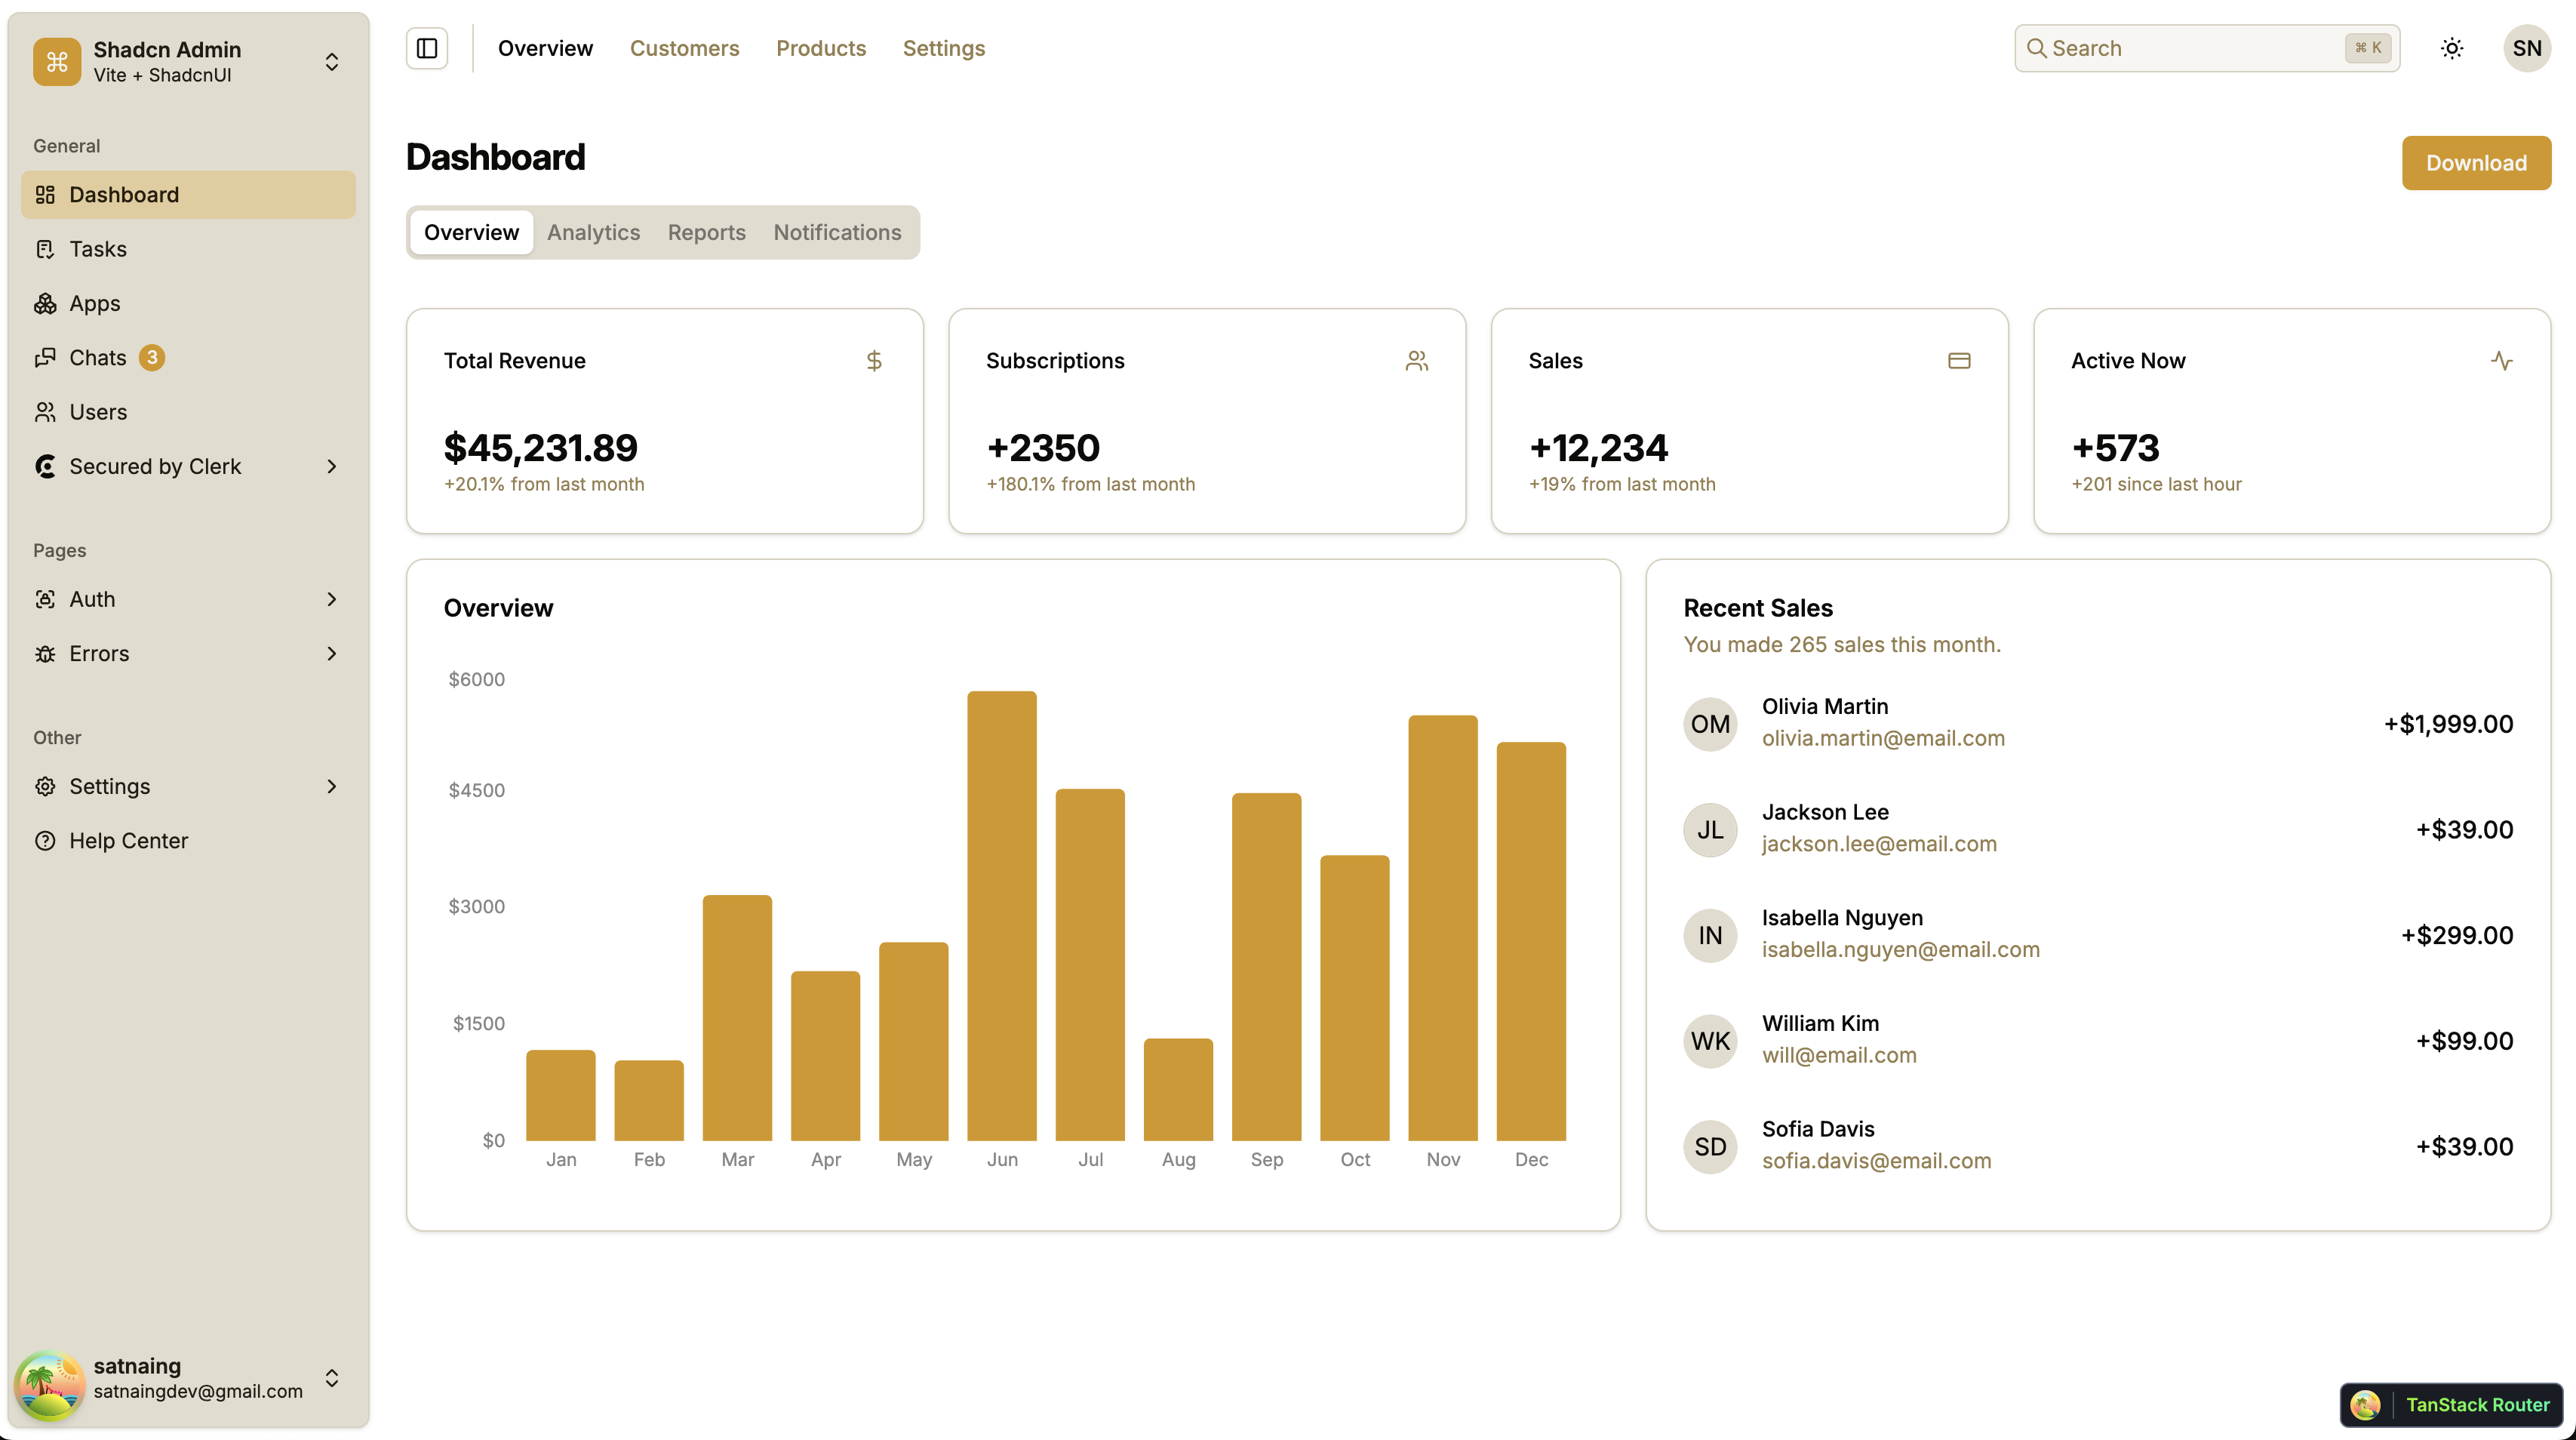 Shadcn Admin
Vite + ShadcnUI
General
Dashboard
Tasks
Apps
Chats 3
Users
Secured by Clerk
Pages
Auth
Errors
Other
Settings
Help Center
satnaing
satnaingdev@gmail.com
Overview Customers Products Settings
Search ⌘ K
SN
Dashboard
Download
Overview Analytics Reports Notifications
Total Revenue
$45,231.89
+20.1% from last month
Subscriptions
+2350
+180.1% from last month
Sales
+12,234
+19% from last month
Active Now
+573
+201 since last hour
Overview
$6000
$4500
$3000
$1500
$0
Jan Feb Mar Apr May Jun Jul Aug Sep Oct Nov Dec
Recent Sales
You made 265 sales this month.
OM
Olivia Martin
olivia.martin@email.com
+$1,999.00
JL
Jackson Lee
jackson.lee@email.com
+$39.00
IN
Isabella Nguyen
isabella.nguyen@email.com
+$299.00
WK
William Kim
will@email.com
+$99.00
SD
Sofia Davis
sofia.davis@email.com
+$39.00
TanStack Router